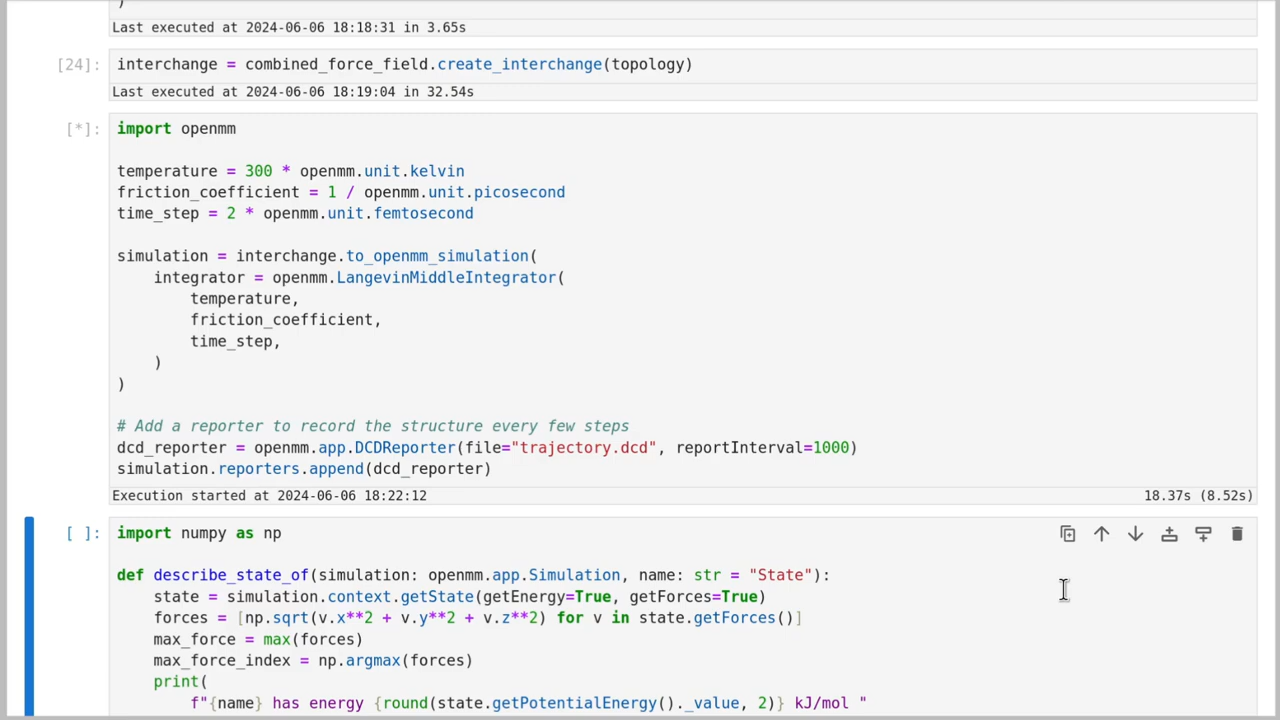 )
Last executed at 2024-06-06 18:18:31 in 3.65s
[24]: interchange = combined_force_field.create_interchange(topology)
Last executed at 2024-06-06 18:19:04 in 32.54s
[*]: import openmm
temperature = 300 * openmm.unit.kelvin
friction_coefficient = 1 / openmm.unit.picosecond
time_step = 2 * openmm.unit.femtosecond
simulation = interchange.to_openmm_simulation(
integrator = openmm.LangevinMiddleIntegrator(
temperature,
friction_coefficient,
time_step,
)
)
# Add a reporter to record the structure every few steps
dcd_reporter = openmm.app.DCDReporter(file="trajectory.dcd", reportInterval=1000)
simulation.reporters.append(dcd_reporter)
Execution started at 2024-06-06 18:22:12 18.37s (8.52s)
[ ]: import numpy as np
def describe_state_of(simulation: openmm.app.Simulation, name: str = "State"):
state = simulation.context.getState(getEnergy=True, getForces=True)
forces = [np.sqrt(v.x**2 + v.y**2 + v.z**2) for v in state.getForces()]
max_force = max(forces)
max_force_index = np.argmax(forces)
print(
f"{name} has energy {round(state.getPotentialEnergy()._value, 2)} kJ/mol "